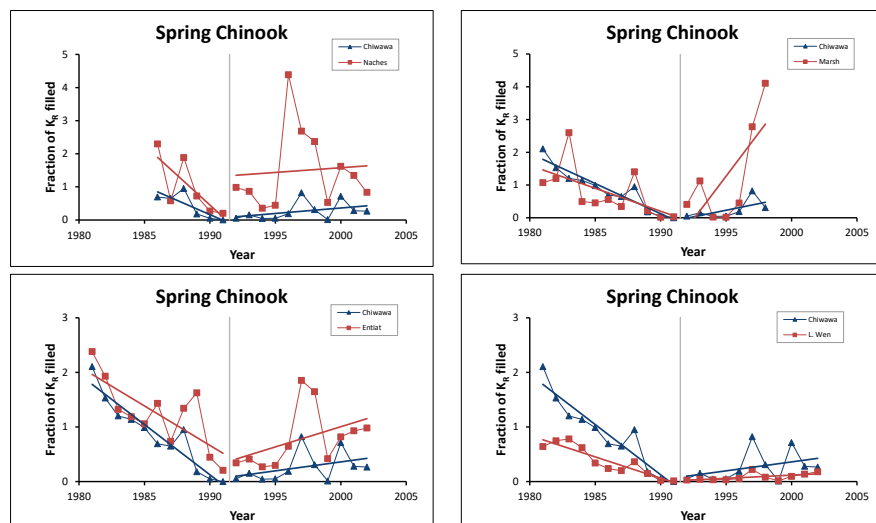 Spring Chinook
Chiwawa
Naches
Fraction of KR filled
5
4
3
2
1
0
1980
1985
1990
1995
2000
2005
Year
Spring Chinook
Chiwawa
Marsh
Fraction of KR filled
5
4
3
2
1
0
1980
1985
1990
1995
2000
2005
Year
Spring Chinook
Chiwawa
Entiat
Fraction of KR filled
3
2
1
0
1980
1985
1990
1995
2000
2005
Year
Spring Chinook
Chiwawa
L. Wen
Fraction of KR filled
3
2
1
0
1980
1985
1990
1995
2000
2005
Year